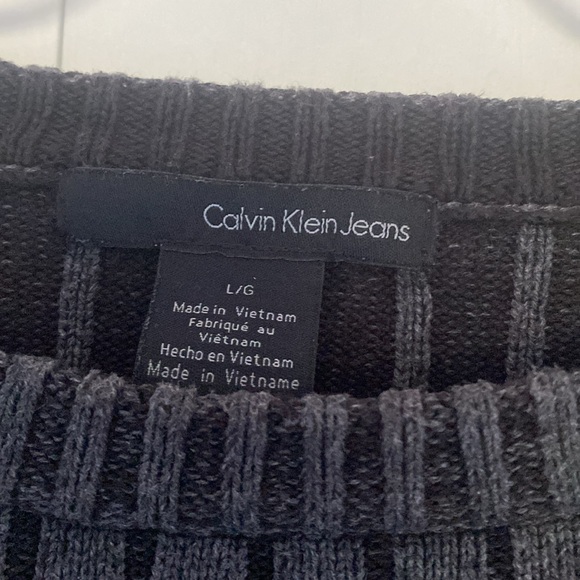 Calvin Klein Jeans
L/G
Made in Vietnam
Fabriqué au
Viêtnam
Hecho en Vietnam
Made in Vietname